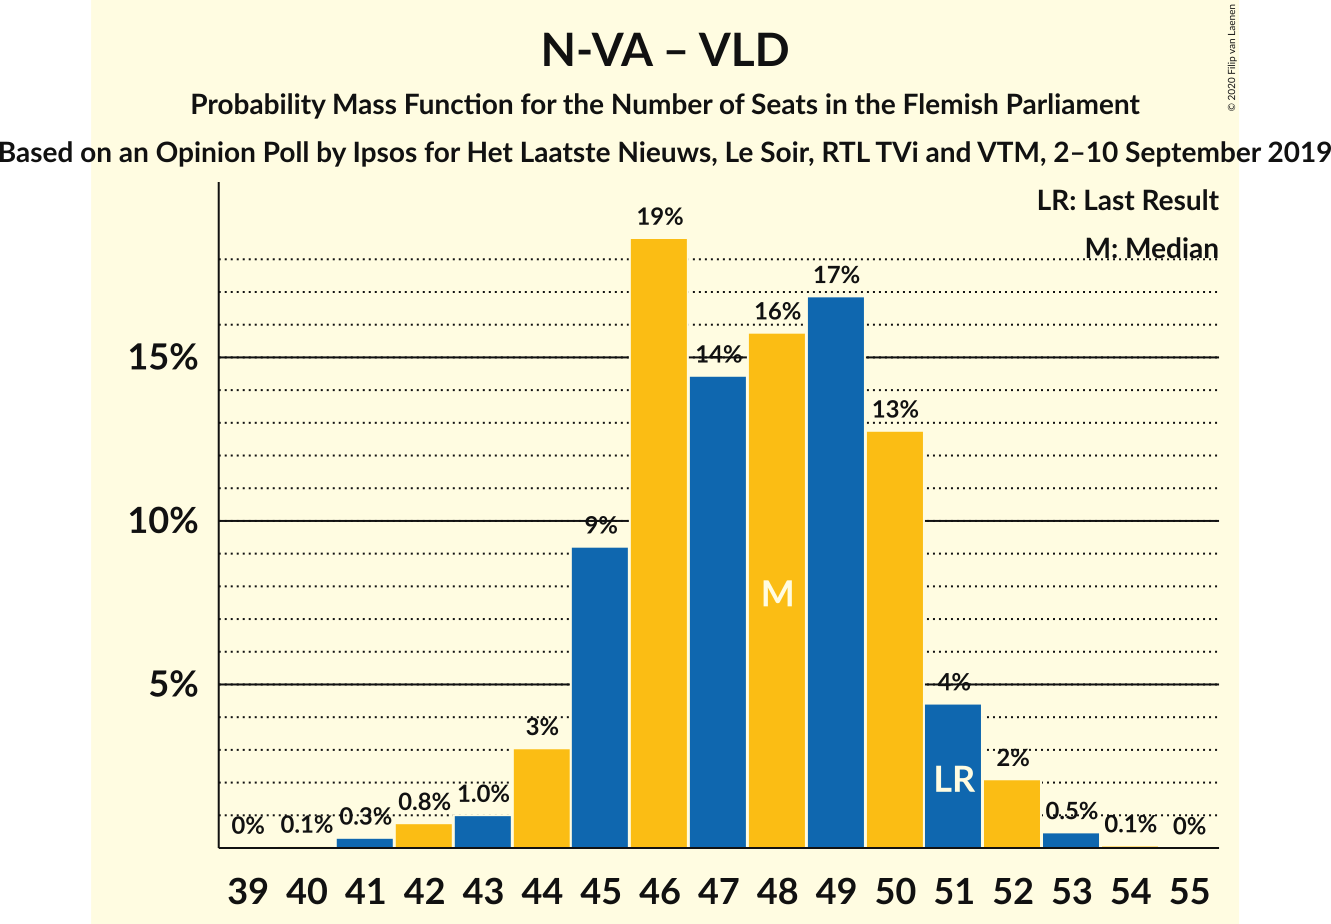 N-VA – VLD
Probability Mass Function for the Number of Seats in the Flemish Parliament
Based on an Opinion Poll by Ipsos for Het Laatste Nieuws, Le Soir, RTL TVi and VTM, 2–10 September 2019
© 2020 Filip van Laenen
LR: Last Result
M: Median
15%
10%
5%
0%
0.1%
0.3%
0.8%
1.0%
3%
9%
19%
14%
16%
17%
13%
4%
2%
0.5%
0.1%
0%
M
LR
39 40 41 42 43 44 45 46 47 48 49 50 51 52 53 54 55